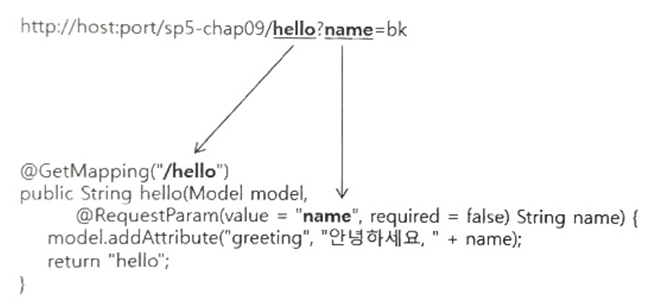 http://host:port/sp5-chap09/hello?name=bk
@GetMapping("/hello")
public String hello(Model model,
@RequestParam(value = "name", required = false) String name) {
model.addAttribute("greeting", "안녕하세요, " + name);
return "hello";
}